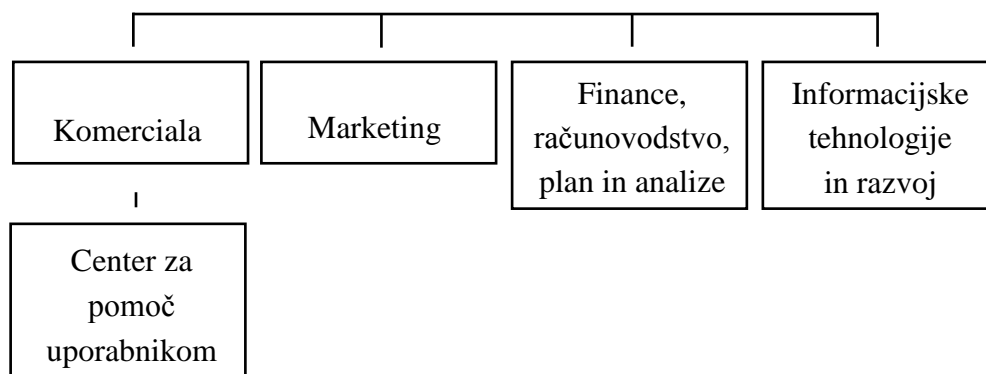 Komerciala
Marketing
Finance,
računovodstvo,
plan in analize
Informacijske
tehnologije
in razvoj
Center za
pomoč
uporabnikom